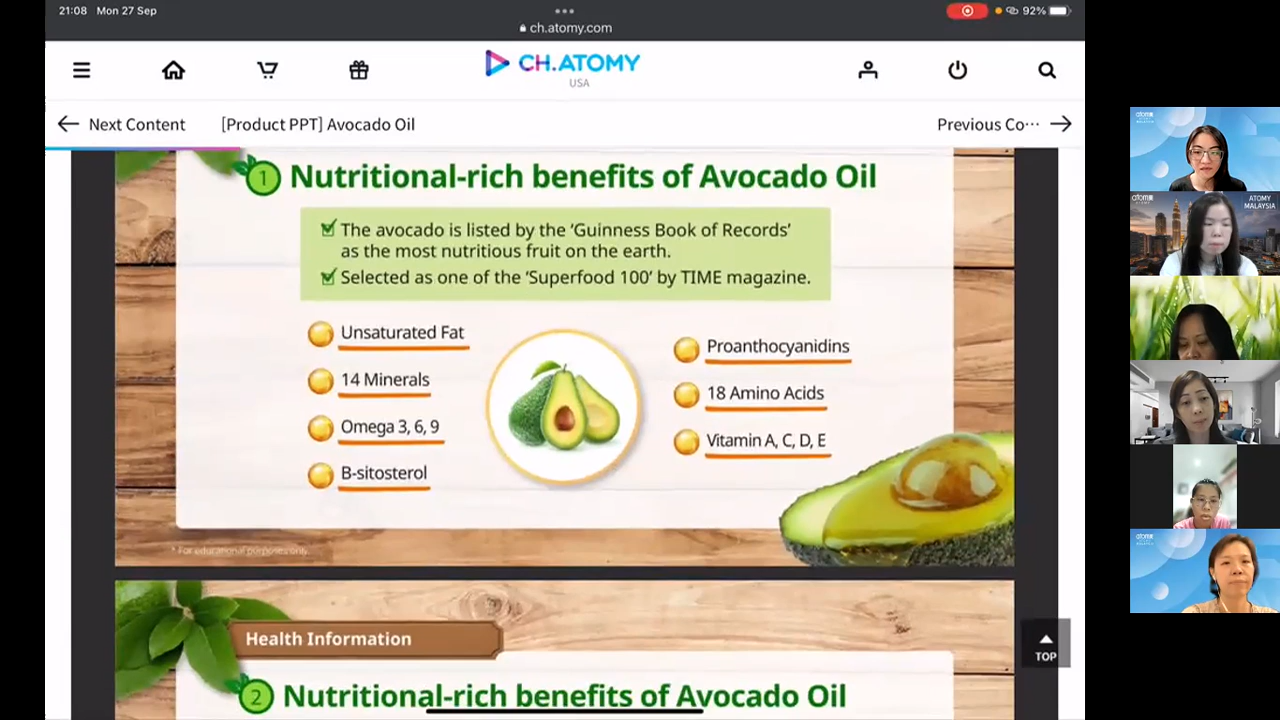 21:08 Mon 27 Sep
92%
ch.atomy.com
CH.ATOMY
USA
Next Content
[Product PPT] Avocado Oil
Previous Co···
1 Nutritional-rich benefits of Avocado Oil
The avocado is listed by the ‘Guinness Book of Records’
as the most nutritious fruit on the earth.
Selected as one of the ‘Superfood 100’ by TIME magazine.
Unsaturated Fat
14 Minerals
Omega 3, 6, 9
B-sitosterol
Proanthocyanidins
18 Amino Acids
Vitamin A, C, D, E
* For educational purposes only.
Health Information
2 Nutritional-rich benefits of Avocado Oil
TOP
ATOMY
MALAYSIA